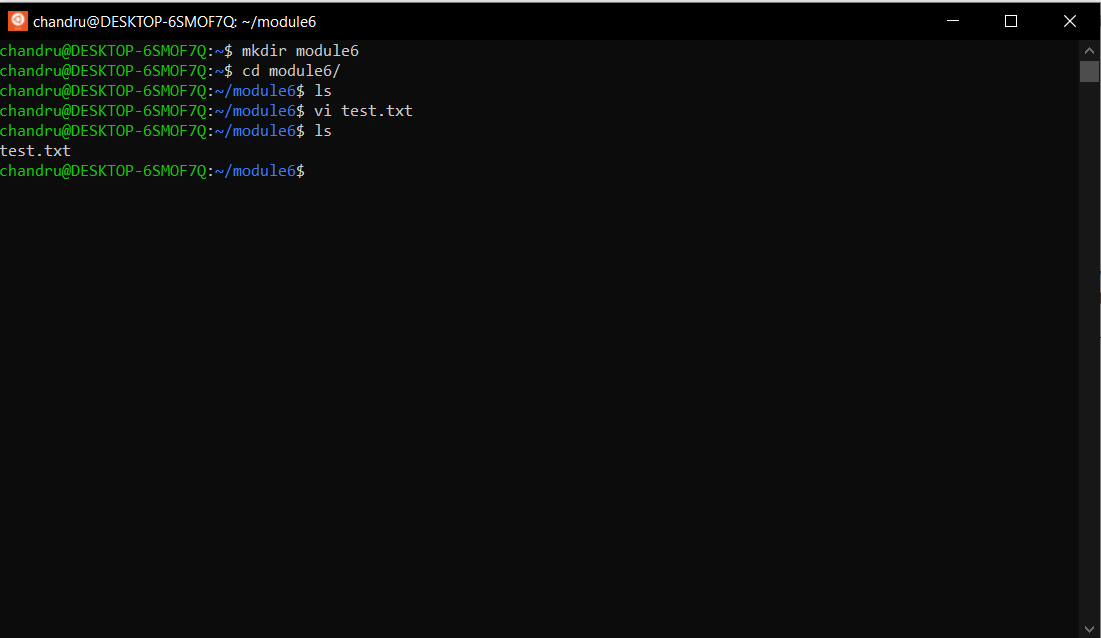 chandru@DESKTOP-6SMOF7Q: ~/module6
chandru@DESKTOP-6SMOF7Q:~$ mkdir module6
chandru@DESKTOP-6SMOF7Q:~$ cd module6/
chandru@DESKTOP-6SMOF7Q:~/module6$ ls
chandru@DESKTOP-6SMOF7Q:~/module6$ vi test.txt
chandru@DESKTOP-6SMOF7Q:~/module6$ ls
test.txt
chandru@DESKTOP-6SMOF7Q:~/module6$